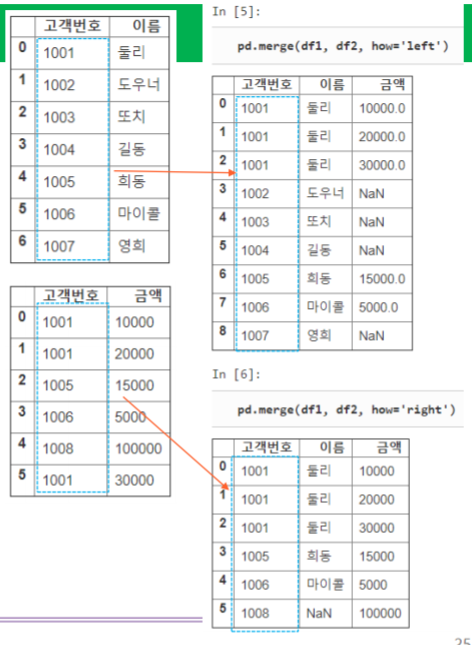 고객번호 이름
0 1001 둘리
1 1002 도우너
2 1003 또치
3 1004 길동
4 1005 희동
5 1006 마이콜
6 1007 영희
고객번호 금액
0 1001 10000
1 1001 20000
2 1005 15000
3 1006 5000
4 1008 100000
5 1001 30000
In [5]:
pd.merge(df1, df2, how='left')
고객번호 이름 금액
0 1001 둘리 10000.0
1 1001 둘리 20000.0
2 1001 둘리 30000.0
3 1002 도우너 NaN
4 1003 또치 NaN
5 1004 길동 NaN
6 1005 희동 15000.0
7 1006 마이콜 5000.0
8 1007 영희 NaN
In [6]:
pd.merge(df1, df2, how='right')
고객번호 이름 금액
0 1001 둘리 10000
1 1001 둘리 20000
2 1001 둘리 30000
3 1005 희동 15000
4 1006 마이콜 5000
5 1008 NaN 100000
25